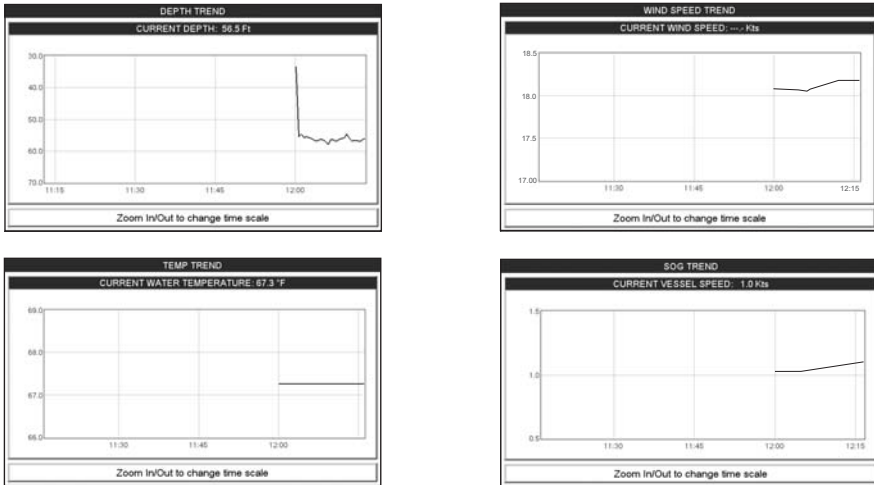 DEPTH TREND
CURRENT DEPTH: 56.5 Ft
30.0
40.0
50.0
60.0
70.0
11:15 11:30 11:45 12:00
Zoom In/Out to change time scale
WIND SPEED TREND
CURRENT WIND SPEED: ---.- Kts
18.5
18.0
17.5
17.00
11:30 11:45 12:00 12:15
Zoom In/Out to change time scale
TEMP TREND
CURRENT WATER TEMPERATURE: 67.3 °F
69.0
68.0
67.0
66.0
11:30 11:45 12:00
Zoom In/Out to change time scale
SOG TREND
CURRENT VESSEL SPEED: 1.0 Kts
1.5
1.0
0.5
11:30 11:45 12:00 12:15
Zoom In/Out to change time scale